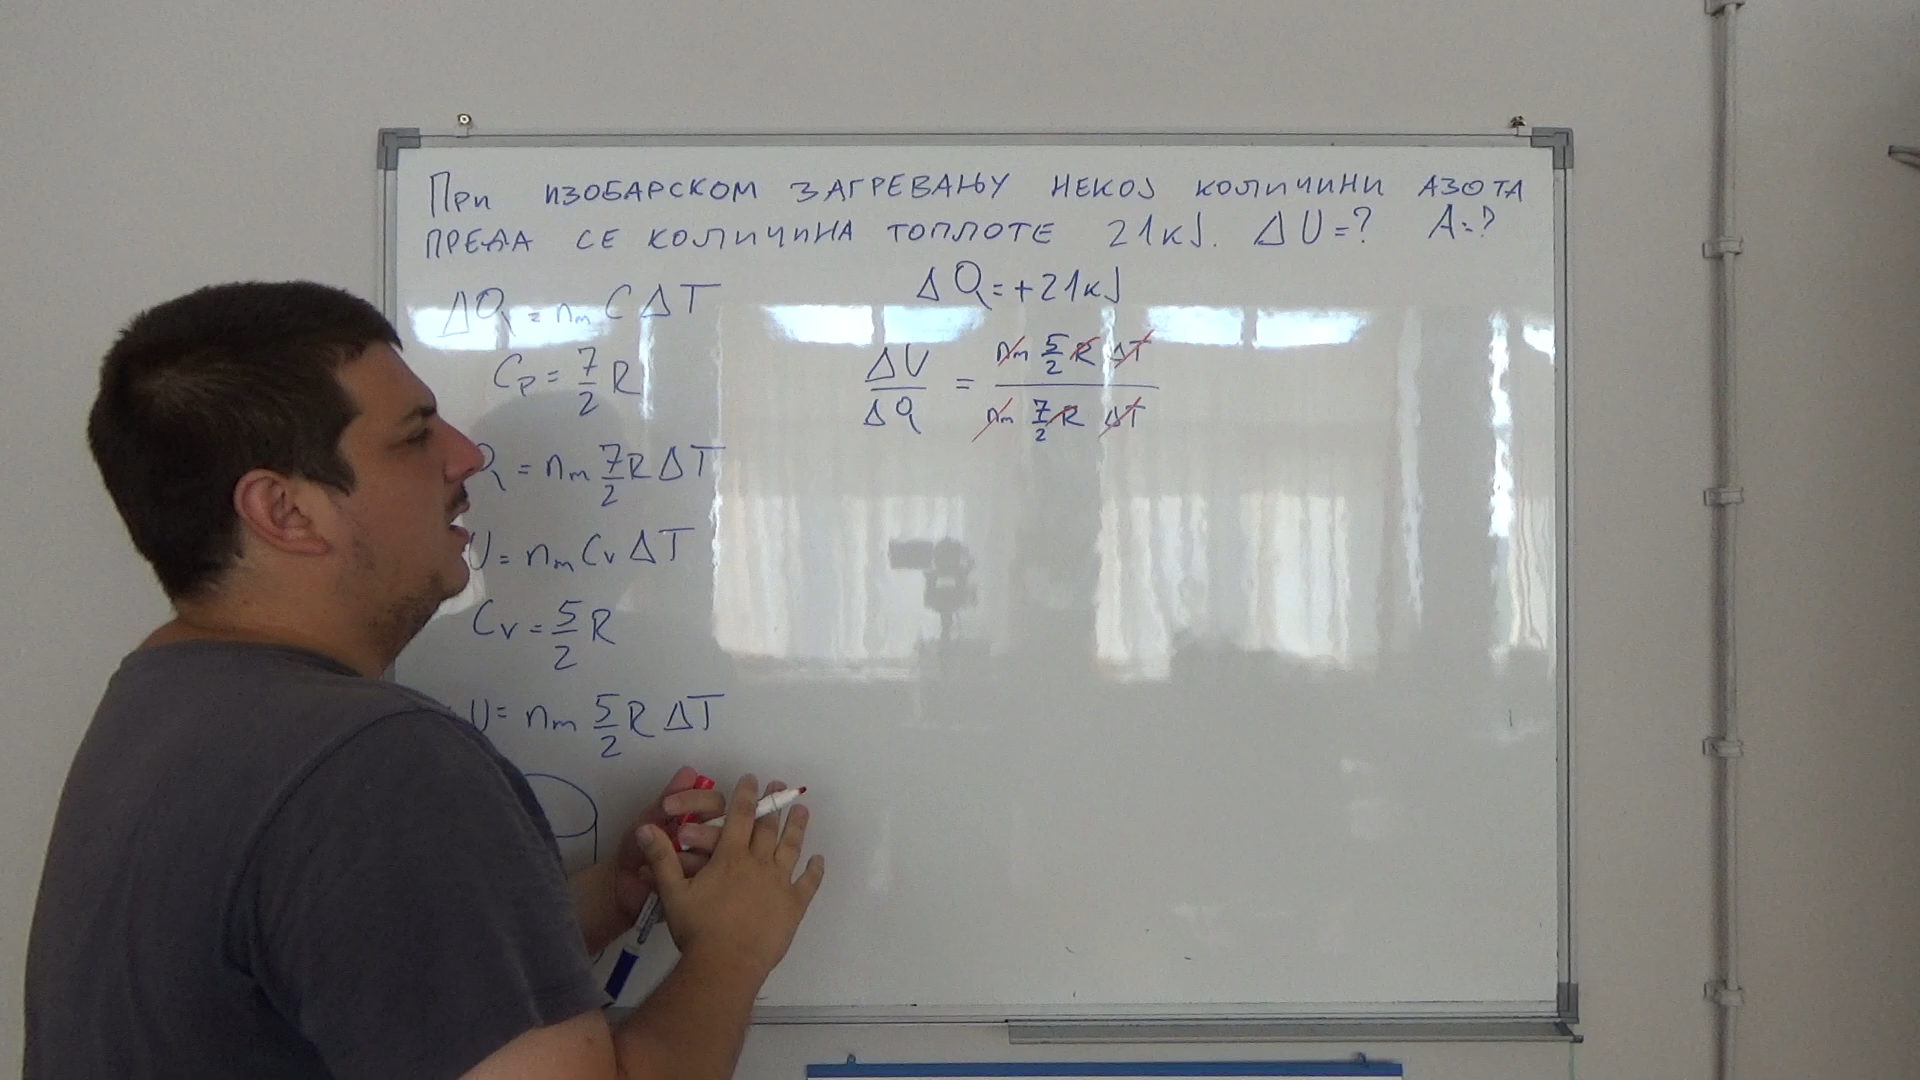 При ИЗОБАРСКОМ ЗАГРЕВАЊУ НЕКОЈ КОЛИЧИНИ АЗОТА
ПРЕДА СЕ КОЛИЧИНА ТОПЛОТЕ 21кЈ. ΔU=? A=?
ΔQ = nm C ΔT
Cp = 7/2 R
Q = nm 7/2 R ΔT
U = nm Cv ΔT
Cv = 5/2 R
U = nm 5/2 R ΔT
ΔQ = +21кЈ
ΔU/ΔQ = nm 5/2 R ΔT / nm 7/2 R ΔT